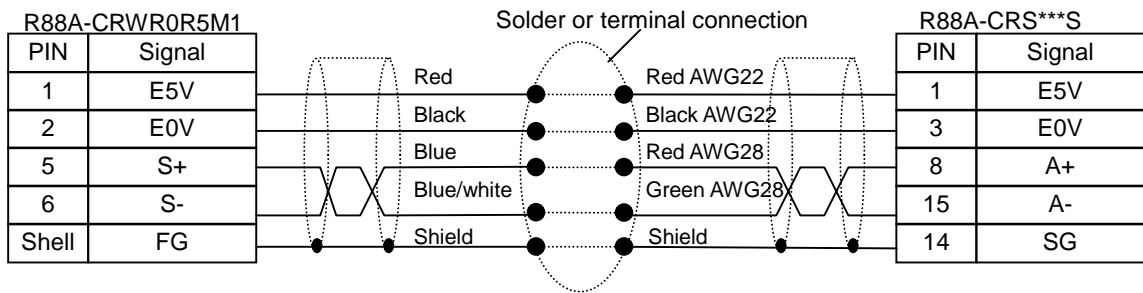 Solder or terminal connection
R88A-CRWR0R5M1
R88A-CRS***S
PIN Signal
PIN Signal
1 E5V Red Red AWG22 1 E5V
2 E0V Black Black AWG22 3 E0V
5 S+ Blue Red AWG28 8 A+
6 S- Blue/white Green AWG28 15 A-
Shell FG Shield Shield 14 SG